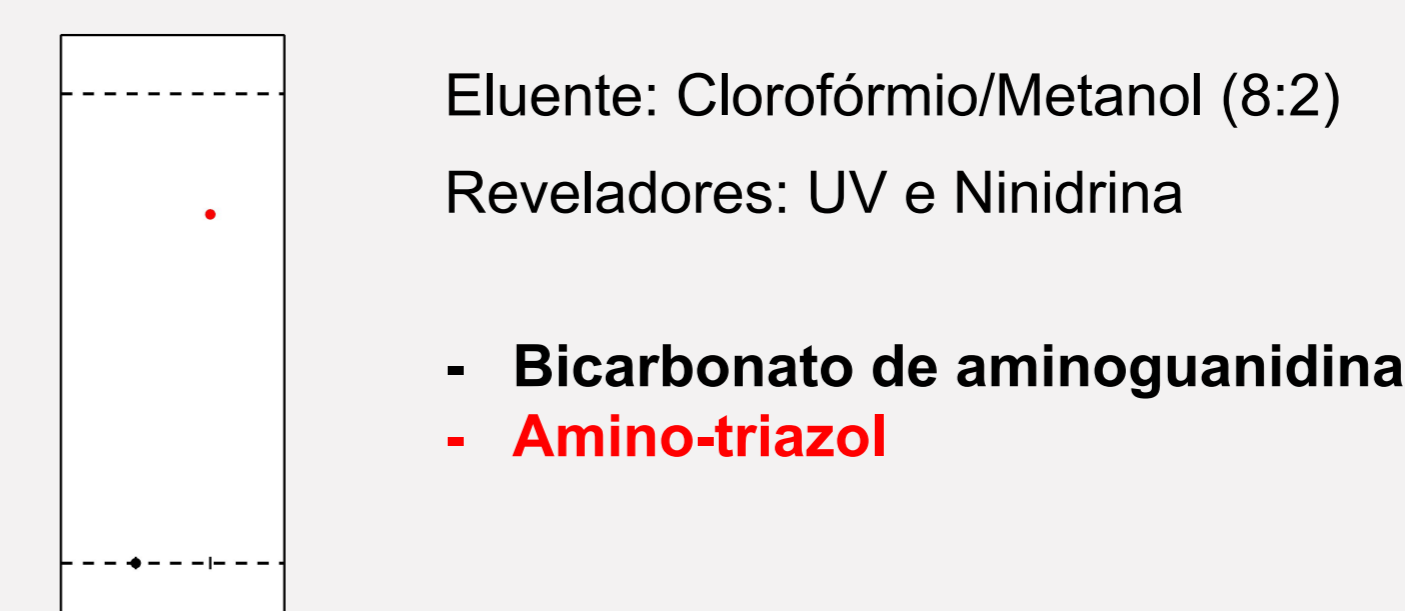 Eluente: Clorofórmio/Metanol (8:2)
Reveladores: UV e Ninidrina
- Bicarbonato de aminoguanidina
- Amino-triazol